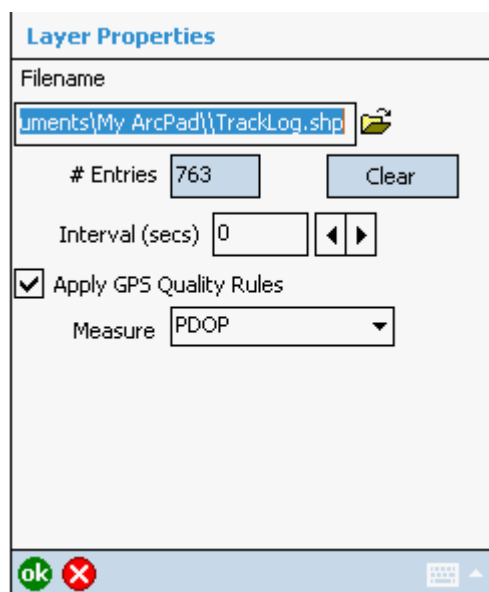 Layer Properties
Filename
uments\My ArcPad\\TrackLog.shp
# Entries 763 Clear
Interval (secs) 0
Apply GPS Quality Rules
Measure PDOP
ok